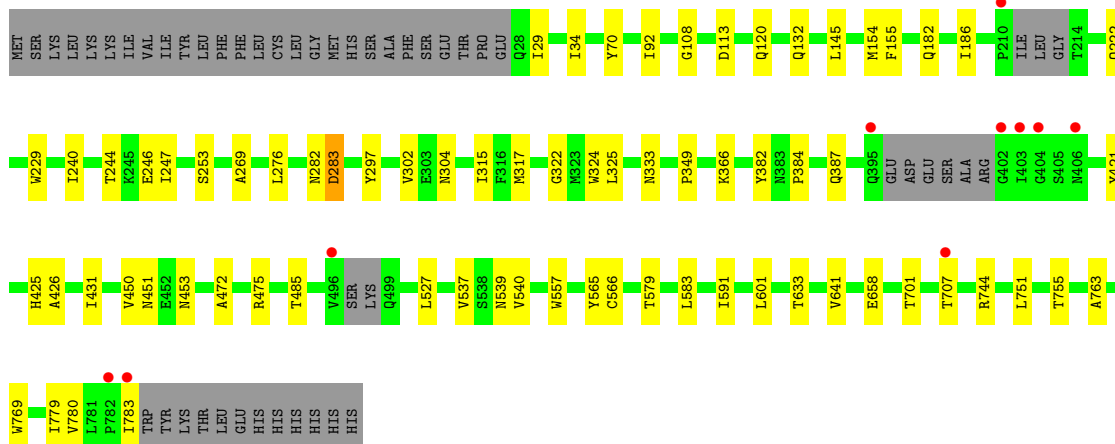 MET SER LYS LEU LYS LYS ILE VAL ILE TYR LEU PHE PHE LEU CYS LEU GLY MET HIS SER ALA PHE SER GLU THR PRO GLU Q28 I29 I34 Y70 I92 G108 D113 Q120 Q132 L145 M154 F155 Q182 I186 P210 ILE LEU GLY T214
W229 I240 T244 K245 E246 I247 S253 A269 L276 N282 D283 Y297 V302 E303 N304 I315 F316 M317 G322 M323 W324 L325 N333 P349 K366 Y382 N383 P384 Q387 Q395 GLU ASP GLU SER ALA ARG G402 I403 G404 S405 N406
H425 A426 I431 V450 N451 E452 N453 A472 R475 T485 V496 SER LYS Q499 L527 V537 S538 N539 V540 W557 Y565 C566 T579 L583 I591 L601 T633 V641 E658 T701 T707 R744 L751 T755 A763
W769 I779 V780 L781 P782 I783 TRP TYR LYS THR LEU GLU HIS HIS HIS HIS HIS HIS